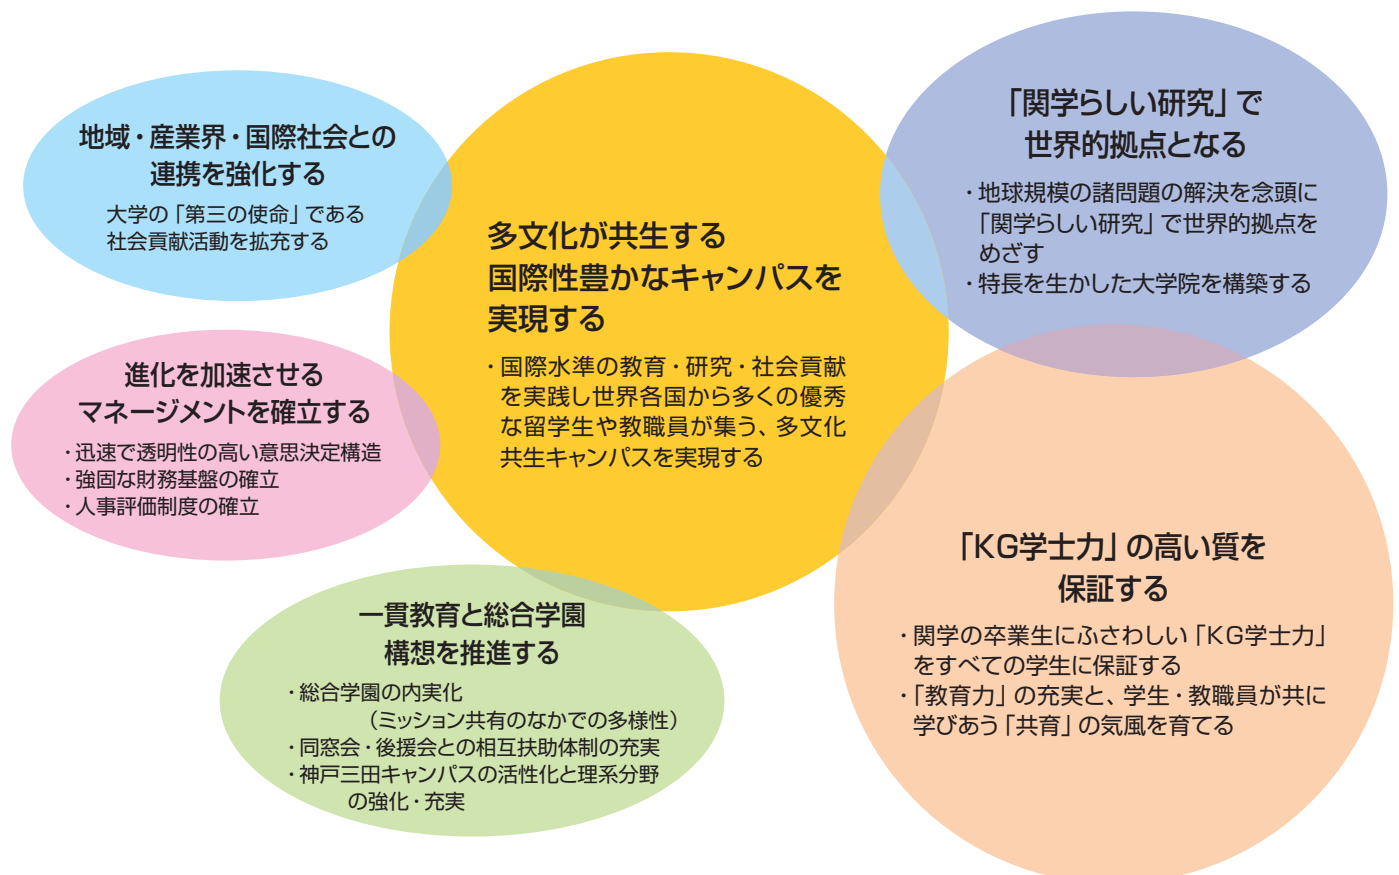 地域・産業界・国際社会との
連携を強化する
大学の「第三の使命」である
社会貢献活動を拡充する
進化を加速させる
マネージメントを確立する
・迅速で透明性の高い意思決定構造
・強固な財務基盤の確立
・人事評価制度の確立
多文化が共生する
国際性豊かなキャンパスを
実現する
・国際水準の教育・研究・社会貢献
を実践し世界各国から多くの優秀
な留学生や教職員が集う、多文化
共生キャンパスを実現する
一貫教育と総合学園
構想を推進する
・総合学園の内実化
（ミッション共有のなかでの多様性）
・同窓会・後援会との相互扶助体制の充実
・神戸三田キャンパスの活性化と理系分野
の強化・充実
「関学らしい研究」で
世界的拠点となる
・地球規模の諸問題の解決を念頭に
「関学らしい研究」で世界的拠点を
めざす
・特長を生かした大学院を構築する
「KG学士力」の高い質を
保証する
・関学の卒業生にふさわしい「KG学士力」
をすべての学生に保証する
・「教育力」の充実と、学生・教職員が共に
学びあう「共育」の気風を育てる